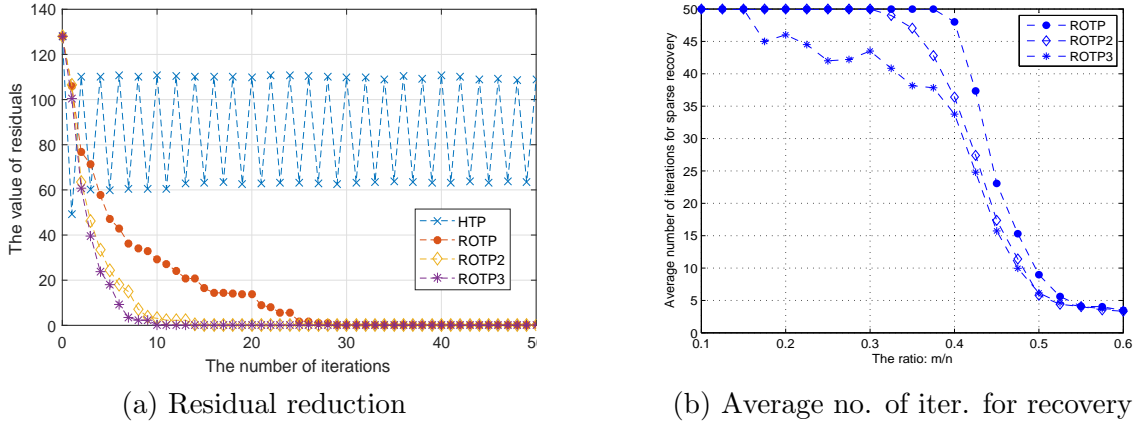 140
120
100
80
60
40
20
0
The value of residuals
HTP
ROTP
ROTP2
ROTP3
0
10
20
30
40
50
The number of iterations
(a) Residual reduction
50
45
40
35
30
25
20
15
10
5
0
Average number of iterations for sparse recovery
ROTP
ROTP2
ROTP3
0.1
0.2
0.3
0.4
0.5
0.6
The ratio: m/n
(b) Average no. of iter. for recovery